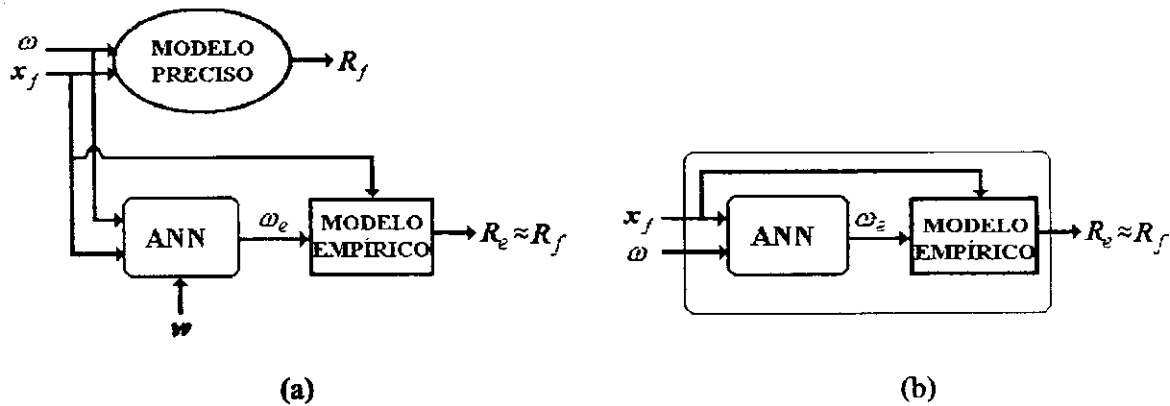 ω
x_f
MODELO
PRECISO
R_f
ANN
ω_e
MODELO
EMPÍRICO
R_e ≈ R_f
w
(a)
x_f
ω
ANN
ω_e
MODELO
EMPÍRICO
R_e ≈ R_f
(b)